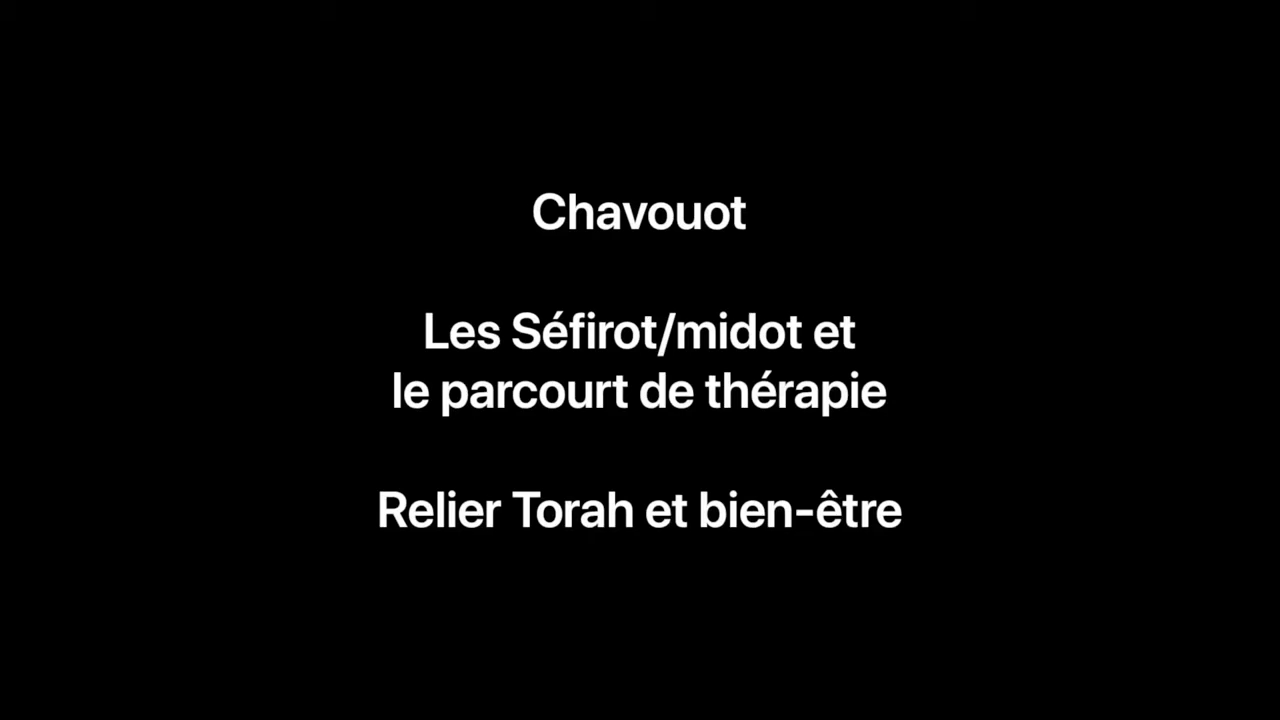 Chavouot
Les Séfirot/midot et
le parcourt de thérapie
Relier Torah et bien-être